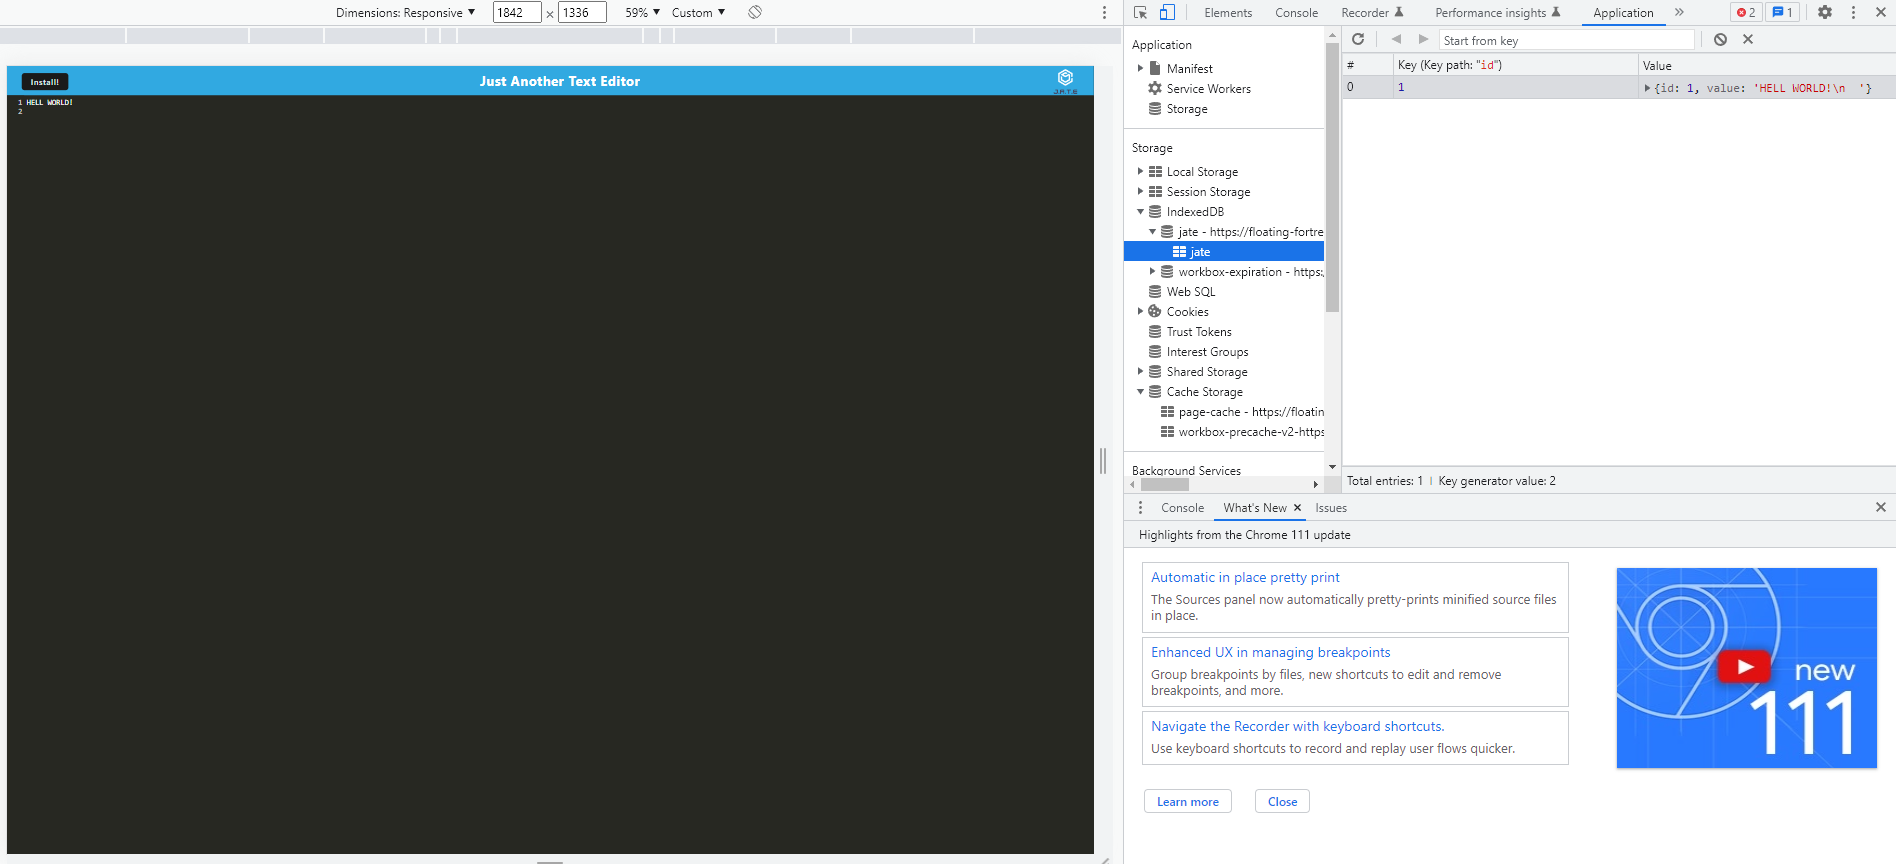 Dimensions: Responsive ▼ 1842 × 1336 59% ▼ Custom ▼
Install!
Just Another Text Editor
J.A.T.E
1 HELL WORLD!
2
Elements Console Recorder Performance insights Application » 2 1
Application
Manifest
Service Workers
Storage
Storage
Local Storage
Session Storage
IndexedDB
jate - https://floating-fortre
jate
workbox-expiration - https:
Web SQL
Cookies
Trust Tokens
Interest Groups
Shared Storage
Cache Storage
page-cache - https://floatin
workbox-precache-v2-https
Background Services
Start from key
# Key (Key path: "id") Value
0 1 {id: 1, value: 'HELL WORLD!\n  '}
Total entries: 1 Key generator value: 2
Console What's New × Issues
Highlights from the Chrome 111 update
Automatic in place pretty print
The Sources panel now automatically pretty-prints minified source files
in place.
Enhanced UX in managing breakpoints
Group breakpoints by files, new shortcuts to edit and remove
breakpoints, and more.
Navigate the Recorder with keyboard shortcuts.
Use keyboard shortcuts to record and replay user flows quicker.
Learn more Close
new
111